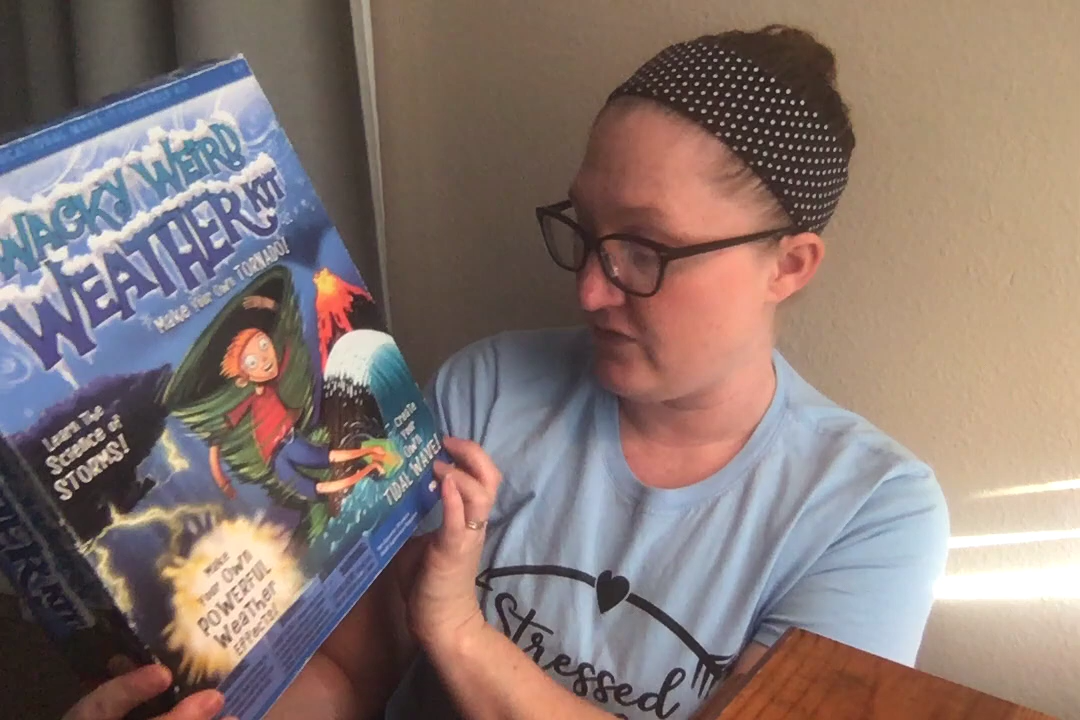 WACKY WEIRD
WEATHER KIT
Make Your Own TORNADO!
Learn The
Science of
STORMS!
Create
Your
Own
TIDAL WAVE!
Make
Your Own
POWERFUL
Weather
EFFECTS!
Stressed